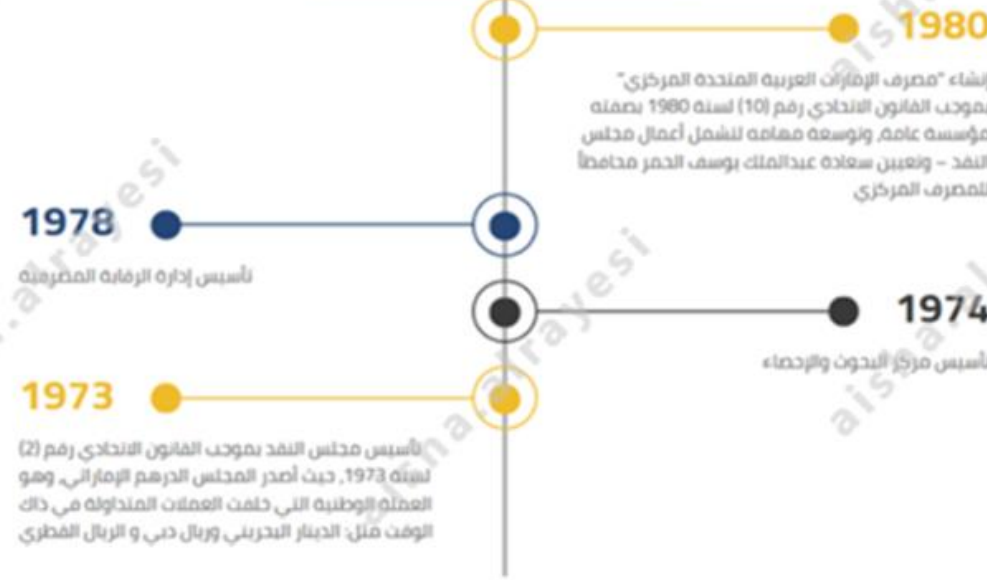 1980
إنشاء "مصرف الإمارات العربية المتحدة المركزي"
بموجب القانون الاتحادي رقم (10) لسنة 1980 بصفته
مؤسسة عامة، وتوسعة مهامه لتشمل أعمال مجلس
النقد – وتعيين سعادة عبدالملك يوسف الحمر محافظاً
للمصرف المركزي
1978
تأسيس إدارة الرقابة المصرفية
1974
تأسيس مركز البحوث والإحصاء
1973
تأسيس مجلس النقد بموجب القانون الاتحادي رقم (2)
لسنة 1973, حيث أصدر المجلس الدرهم الإماراتي، وهو
العملة الوطنية التي خلفت العملات المتداولة في ذاك
الوقت مثل: الدينار البحريني وريال دبي و الريال القطري
aisha.alrayesi